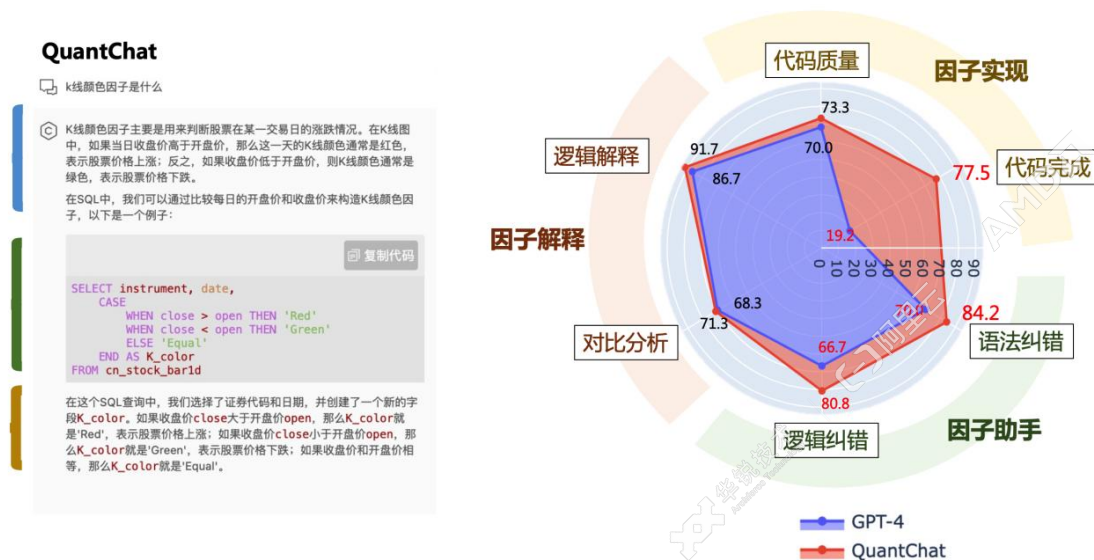 QuantChat
k线颜色因子是什么
K线颜色因子主要是用来判断股票在某一交易日的涨跌情况。在K线图
中，如果当日收盘价高于开盘价，那么这一天的K线颜色通常是红色，
表示股票价格上涨；反之，如果收盘价低于开盘价，则K线颜色通常是
绿色，表示股票价格下跌。
在SQL中，我们可以通过比较每日的开盘价和收盘价来构造K线颜色因
子，以下是一个例子：
复制代码
SELECT instrument, date,
CASE
WHEN close > open THEN 'Red'
WHEN close < open THEN 'Green'
ELSE 'Equal'
END AS K_color
FROM cn_stock_bar1d
在这个SQL查询中，我们选择了证券代码和日期，并创建了一个新的字
段K_color。如果收盘价close大于开盘价open，那么K_color就
是'Red'，表示股票价格上涨；如果收盘价close小于开盘价open，那
么K_color就是'Green'，表示股票价格下跌；如果收盘价和开盘价相
等，那么K_color就是'Equal'。
代码质量
因子实现
73.3
70.0
逻辑解释
91.7
86.7
77.5
代码完成
因子解释
19.2
0 10 20 30 40 50 60 70 80 90
68.3
71.3
84.2
对比分析
语法纠错
66.7
80.8
逻辑纠错
因子助手
GPT-4
QuantChat
阿里云
华锐技术